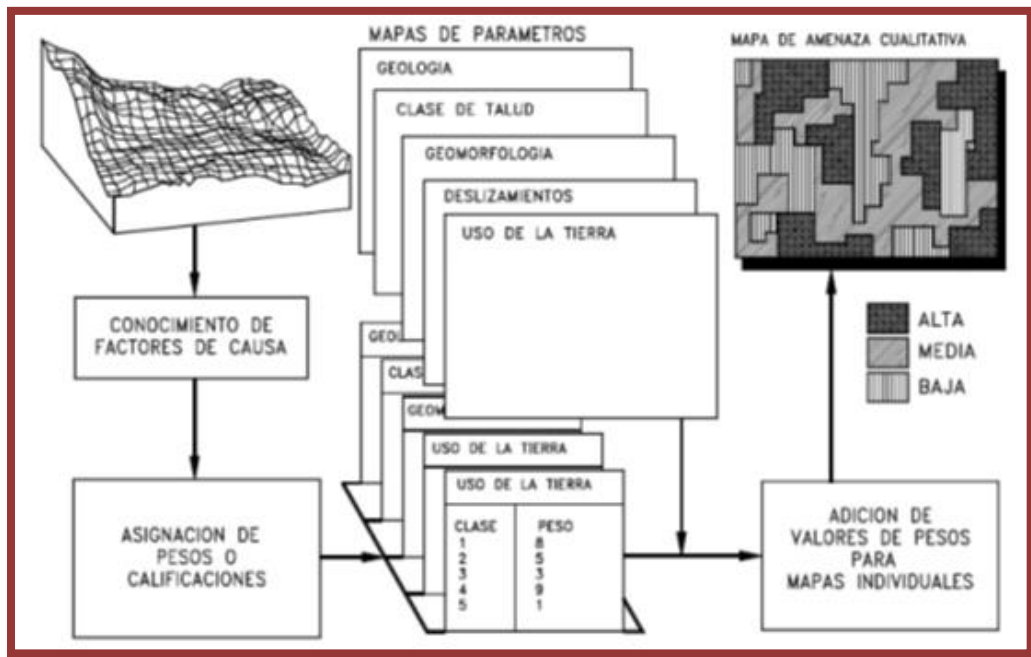 MAPAS DE PARAMETROS
GEOLOGIA
CLASE DE TALUD
GEOMORFOLOGIA
DESLIZAMIENTOS
USO DE LA TIERRA
MAPA DE AMENAZA CUALITATIVA
ALTA
MEDIA
BAJA
CONOCIMIENTO DE
FACTORES DE CAUSA
ASIGNACION DE
PESOS O
CALIFICACIONES
GEOL
CLAS
GEOM
USO DE LA TIERRA
USO DE LA TIERRA
CLASE PESO
1 8
2 5
3 3
4 9
5 1
ADICION DE
VALORES DE PESOS
PARA
MAPAS INDIVIDUALES